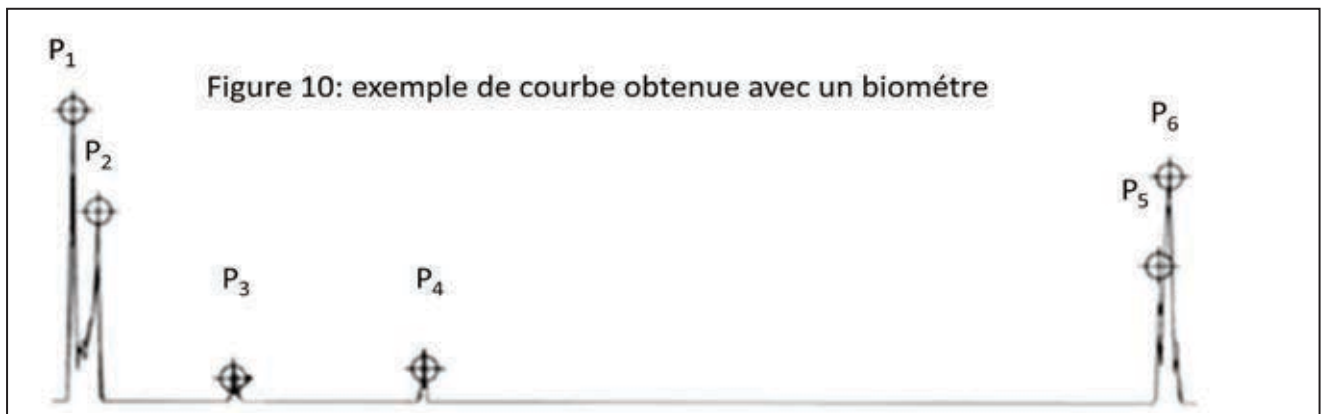 P1
Figure 10: exemple de courbe obtenue avec un biométre
P2
P6
P5
P3
P4